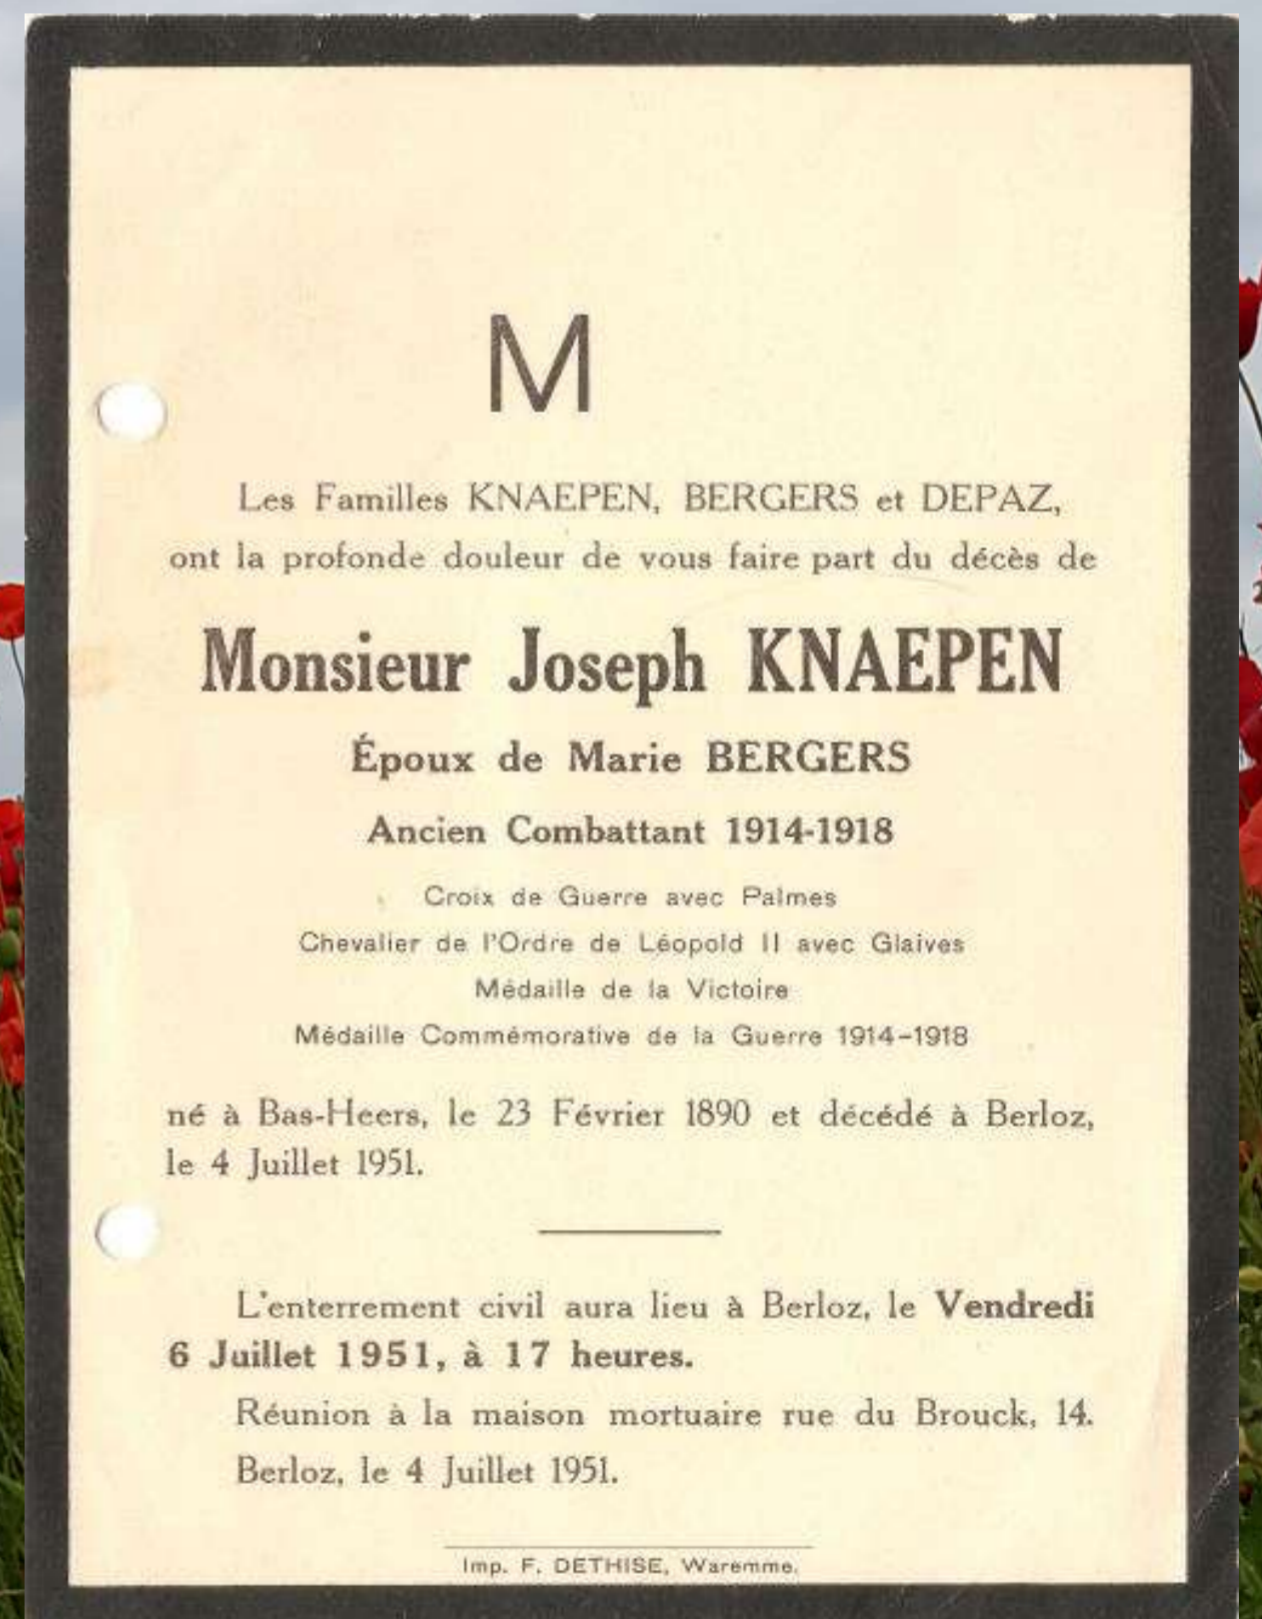 M
Les Familles KNAEPEN, BERGERS et DEPAZ,
ont la profonde douleur de vous faire part du décès de
Monsieur Joseph KNAEPEN
Époux de Marie BERGERS
Ancien Combattant 1914-1918
Croix de Guerre avec Palmes
Chevalier de l'Ordre de Léopold II avec Glaives
Médaille de la Victoire
Médaille Commémorative de la Guerre 1914-1918
né à Bas-Heers, le 23 Février 1890 et décédé à Berloz,
le 4 Juillet 1951.
L'enterrement civil aura lieu à Berloz, le Vendredi
6 Juillet 1951, à 17 heures.
Réunion à la maison mortuaire rue du Brouck, 14.
Berloz, le 4 Juillet 1951.
Imp. F. DETHISE, Waremme.